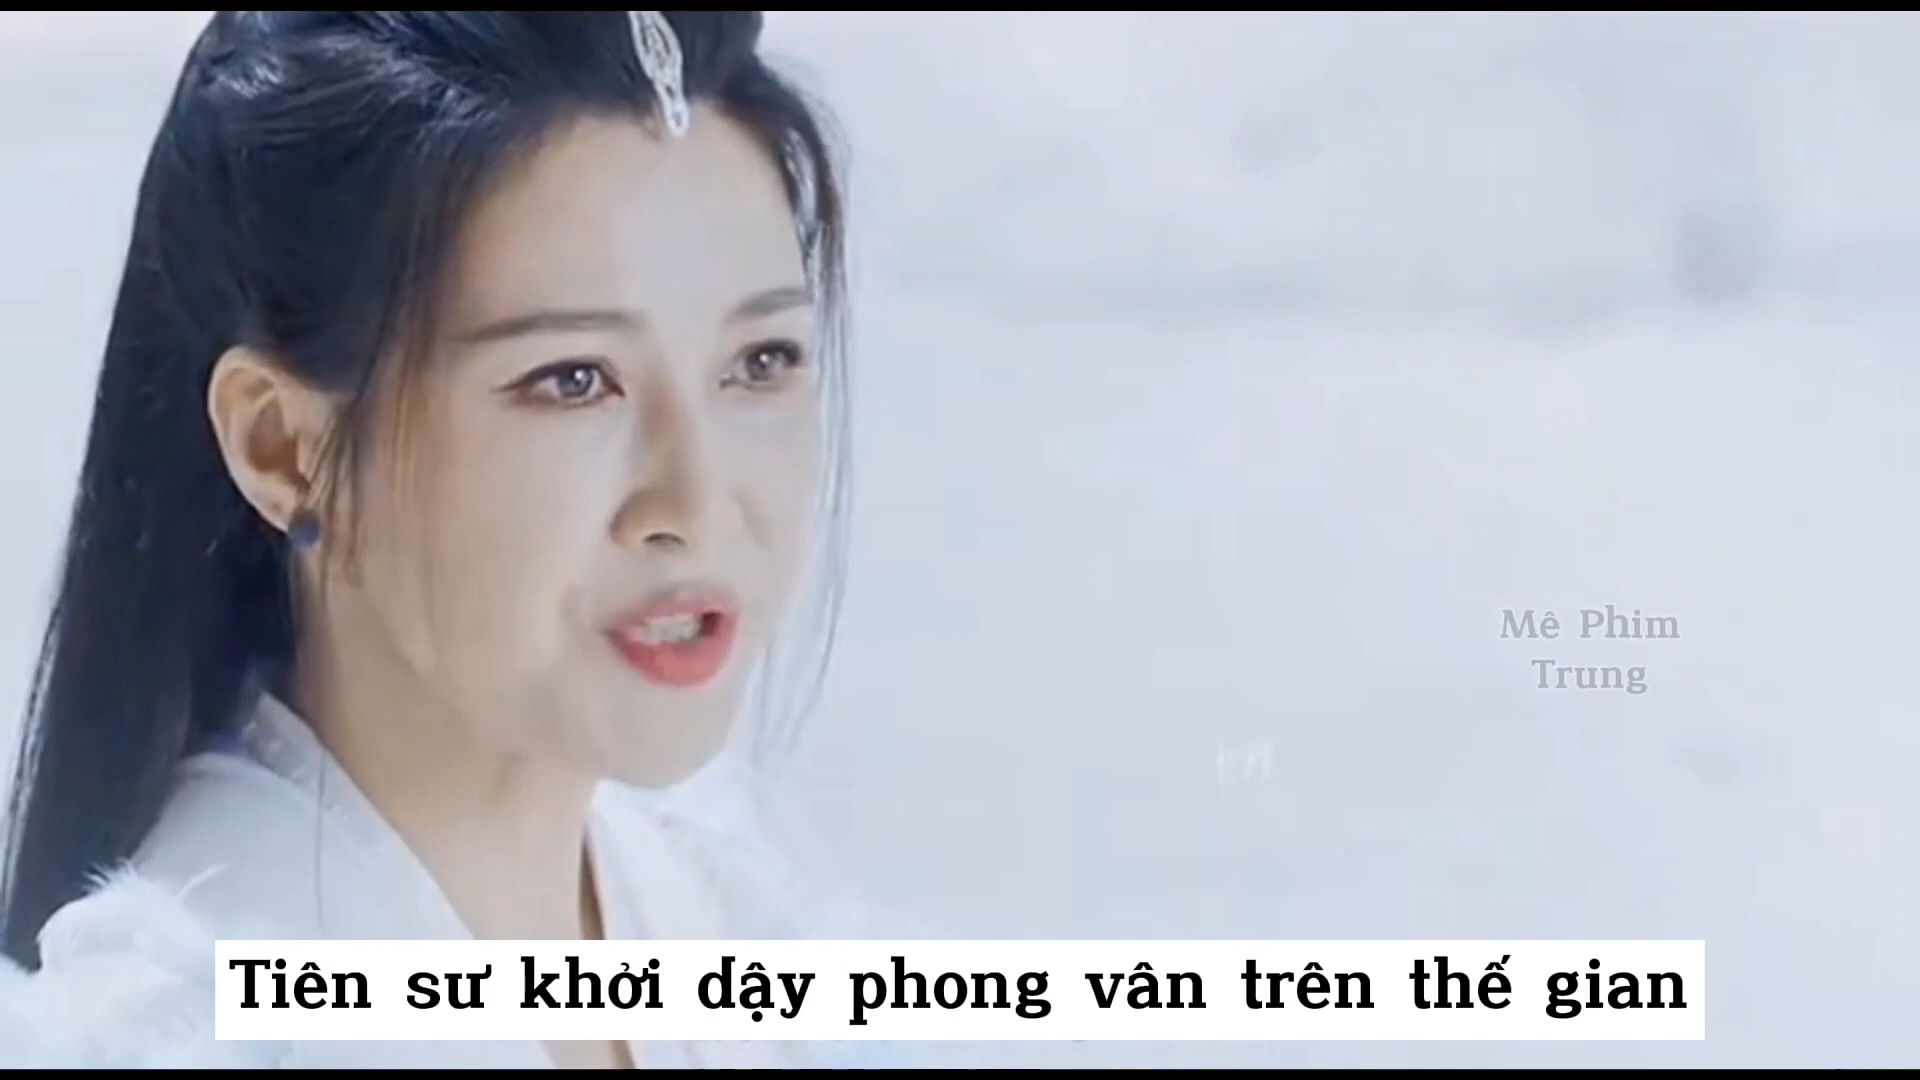 Mê Phim
Trung
Tiên sư khởi dậy phong vân trên thế gian